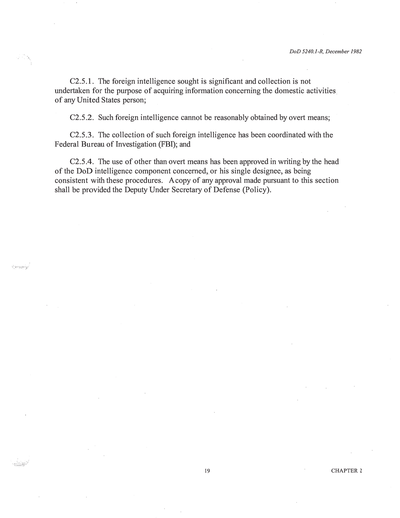 DoD 5240.1-R, December 1982
C2.5.1. The foreign intelligence sought is significant and collection is not
undertaken for the purpose of acquiring information concerning the domestic activities
of any United States person;
C2.5.2. Such foreign intelligence cannot be reasonably obtained by overt means;
C2.5.3. The collection of such foreign intelligence has been coordinated with the
Federal Bureau of Investigation (FBI); and
C2.5.4. The use of other than overt means has been approved in writing by the head
of the DoD intelligence component concerned, or his single designee, as being
consistent with these procedures. A copy of any approval made pursuant to this section
shall be provided the Deputy Under Secretary of Defense (Policy).
19
CHAPTER 2